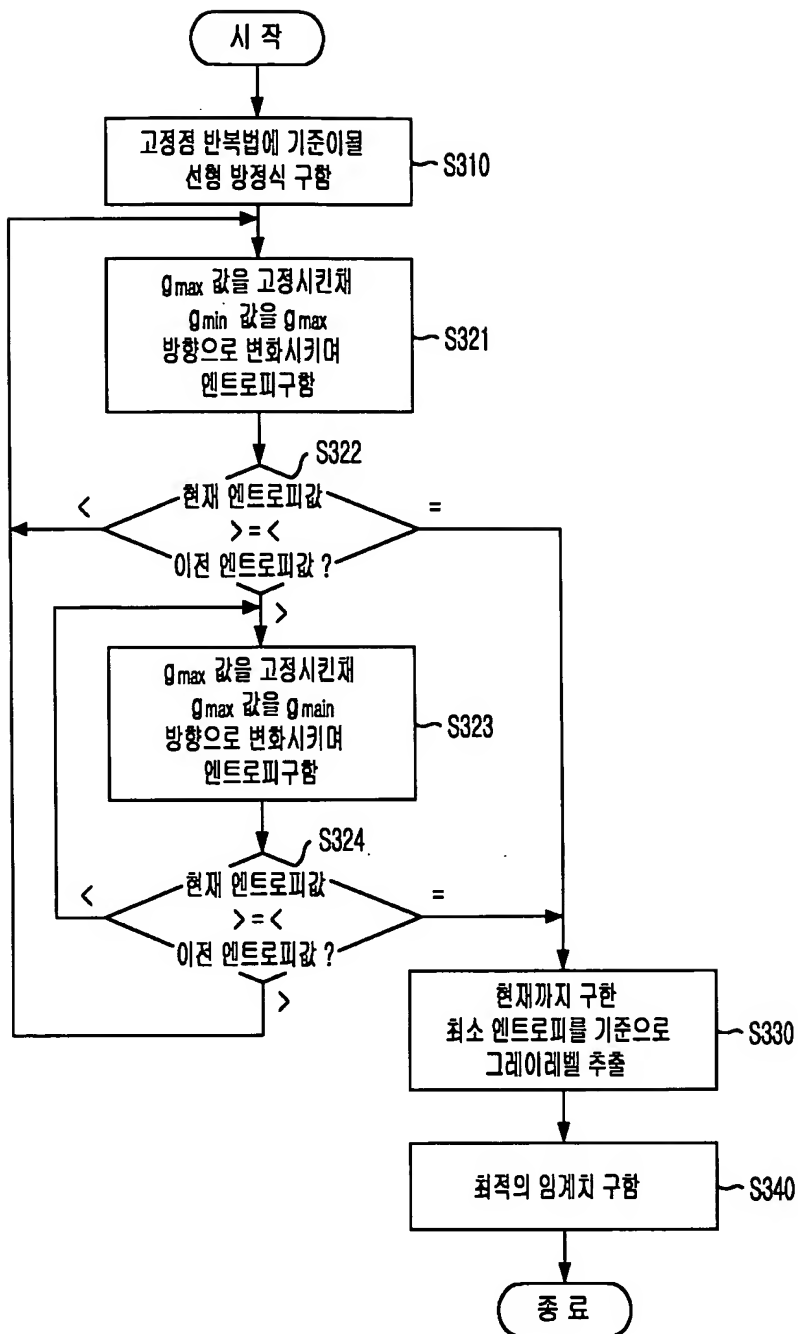 시 작
고정점 반복법에 기준이될
선형 방정식 구함
S310
gmax 값을 고정시킨채
gmin 값을 gmax
방향으로 변화시키며
엔트로피구함
S321
S322
<
현재 엔트로피값
=
>=<
이전 엔트로피값 ?
>
gmax 값을 고정시킨채
gmax 값을 gmain
방향으로 변화시키며
엔트로피구함
S323
S324
<
현재 엔트로피값
=
>=<
이전 엔트로피값 ?
>
현재까지 구한
최소 엔트로피를 기준으로
그레이레벨 추출
S330
최적의 임계치 구함
S340
종 료